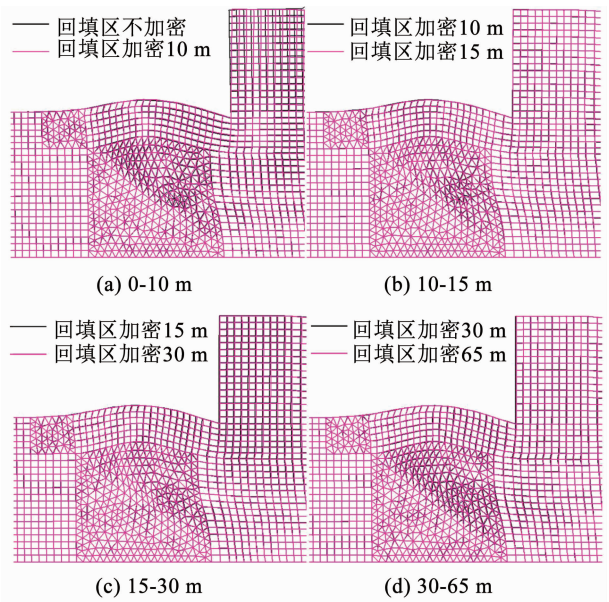 回填区不加密
回填区加密10 m
回填区加密10 m
回填区加密15 m
(a) 0-10 m
(b) 10-15 m
回填区加密15 m
回填区加密30 m
回填区加密30 m
回填区加密65 m
(c) 15-30 m
(d) 30-65 m